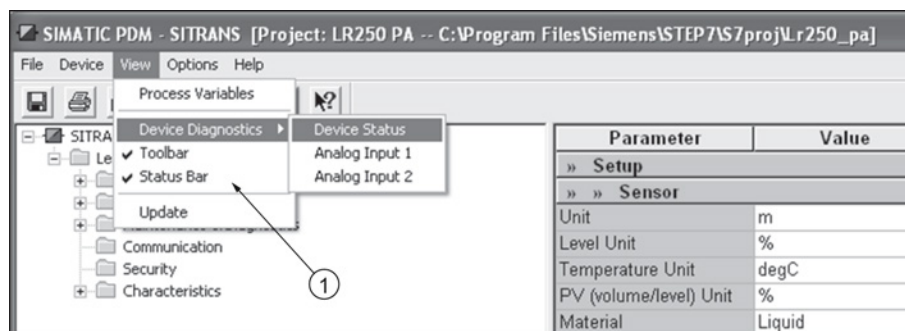 SIMATIC PDM - SITRANS [Project: LR250 PA -- C:\Program Files\Siemens\STEP7\S7proj\Lr250_pa]
File Device View Options Help
Process Variables
Device Diagnostics
Toolbar
Status Bar
Update
Device Status
Analog Input 1
Analog Input 2
SITRA
Le
Communication
Security
Characteristics
1
Parameter Value
» Setup
» » Sensor
Unit m
Level Unit %
Temperature Unit degC
PV (volume/level) Unit %
Material Liquid